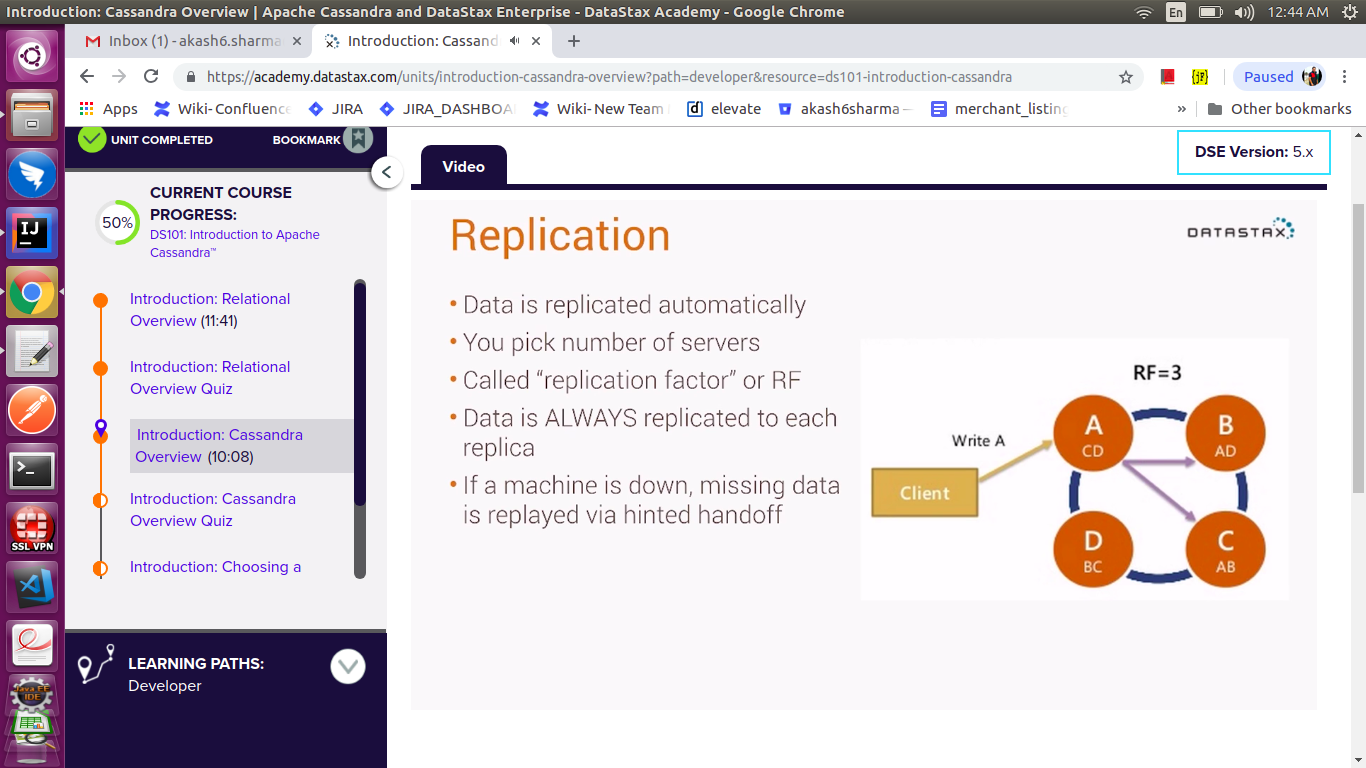 Introduction: Cassandra Overview | Apache Cassandra and DataStax Enterprise - DataStax Academy - Google Chrome
En
12:44 AM
Inbox (1) - akash6.sharma
Introduction: Cassand
https://academy.datastax.com/units/introduction-cassandra-overview?path=developer&resource=ds101-introduction-cassandra
Paused
Apps
Wiki-Confluence
JIRA
JIRA_DASHBOA
Wiki- New Team
elevate
akash6sharma —
merchant_listing
»
Other bookmarks
UNIT COMPLETED
BOOKMARK
CURRENT COURSE
PROGRESS:
50%
DS101: Introduction to Apache
Cassandra™
Introduction: Relational
Overview (11:41)
Introduction: Relational
Overview Quiz
Introduction: Cassandra
Overview (10:08)
Introduction: Cassandra
Overview Quiz
Introduction: Choosing a
LEARNING PATHS:
Developer
Video
DSE Version: 5.x
Replication
DATASTAX
• Data is replicated automatically
• You pick number of servers
• Called “replication factor” or RF
• Data is ALWAYS replicated to each
replica
• If a machine is down, missing data
is replayed via hinted handoff
RF=3
Write A
Client
A
CD
B
AD
D
BC
C
AB
IJ
>_
SSL VPN
Java EE
IDE